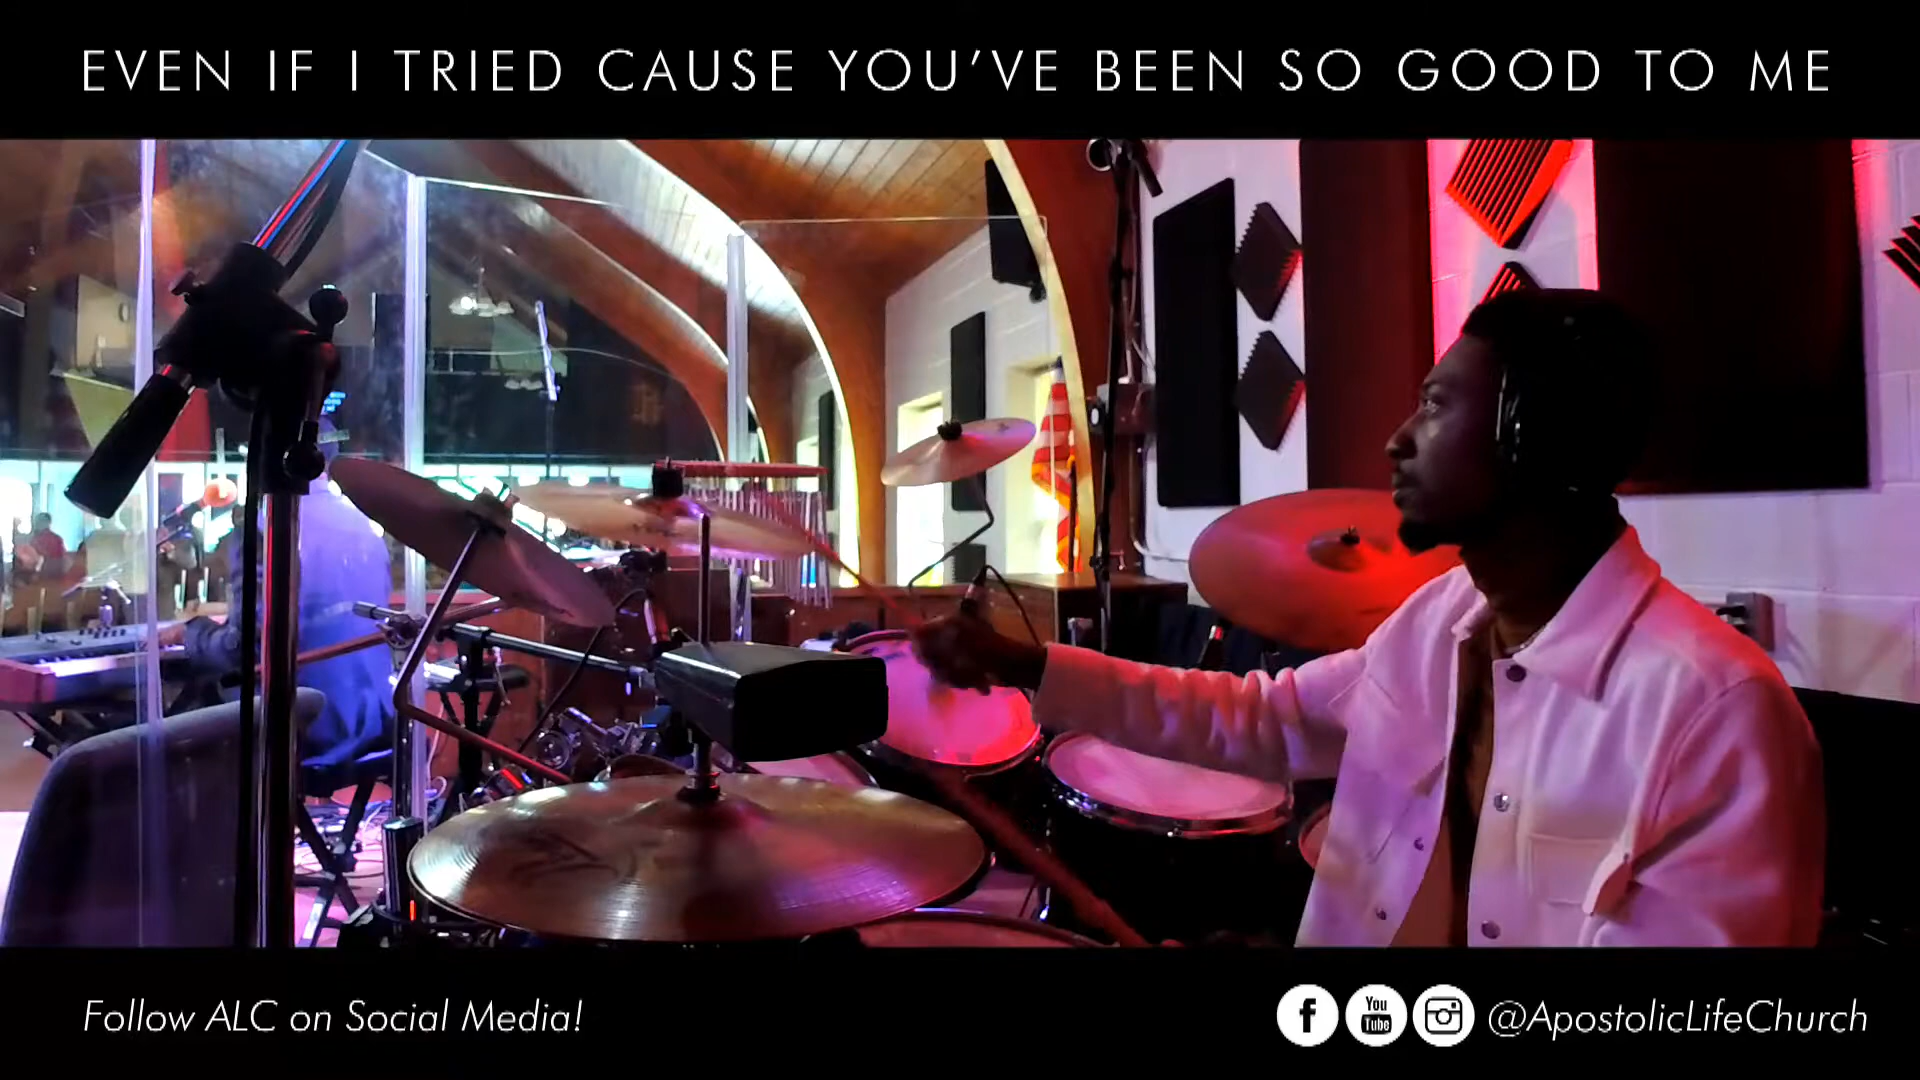 EVEN IF I TRIED CAUSE YOU'VE BEEN SO GOOD TO ME
Follow ALC on Social Media!
You Tube @ApostolicLifeChurch